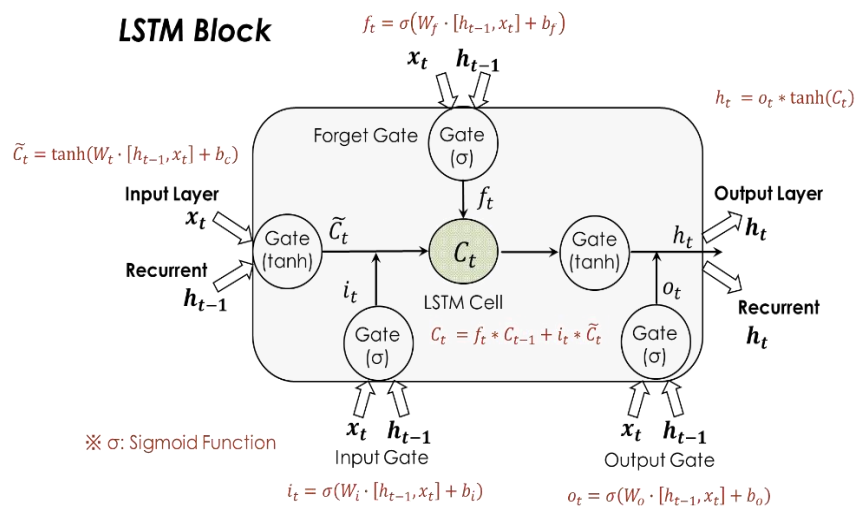 LSTM Block
f_t = σ(W_f · [h_{t−1}, x_t] + b_f)
x_t h_{t−1}
h_t = o_t * tanh(C_t)
Forget Gate
Gate
(σ)
C̃_t = tanh(W_t · [h_{t−1}, x_t] + b_c)
f_t
Input Layer
x_t
Output Layer
h_t
Gate
(tanh)
C̃_t
C_t
Gate
(tanh)
h_t
Recurrent
h_{t−1}
i_t
LSTM Cell
o_t
Recurrent
h_t
Gate
(σ)
C_t = f_t * C_{t−1} + i_t * C̃_t
Gate
(σ)
x_t h_{t−1}
x_t h_{t−1}
※ σ: Sigmoid Function
Input Gate
Output Gate
i_t = σ(W_i · [h_{t−1}, x_t] + b_i)
o_t = σ(W_o · [h_{t−1}, x_t] + b_o)